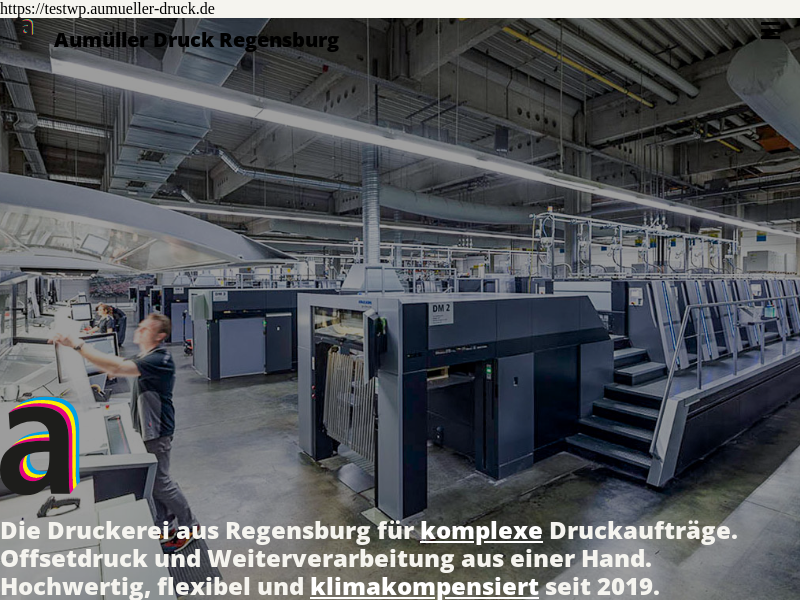 https://testwp.aumueller-druck.de
a
Aumüller Druck Regensburg
DM 2
a
Die Druckerei aus Regensburg für komplexe Druckaufträge.
Offsetdruck und Weiterverarbeitung aus einer Hand.
Hochwertig, flexibel und klimakompensiert seit 2019.